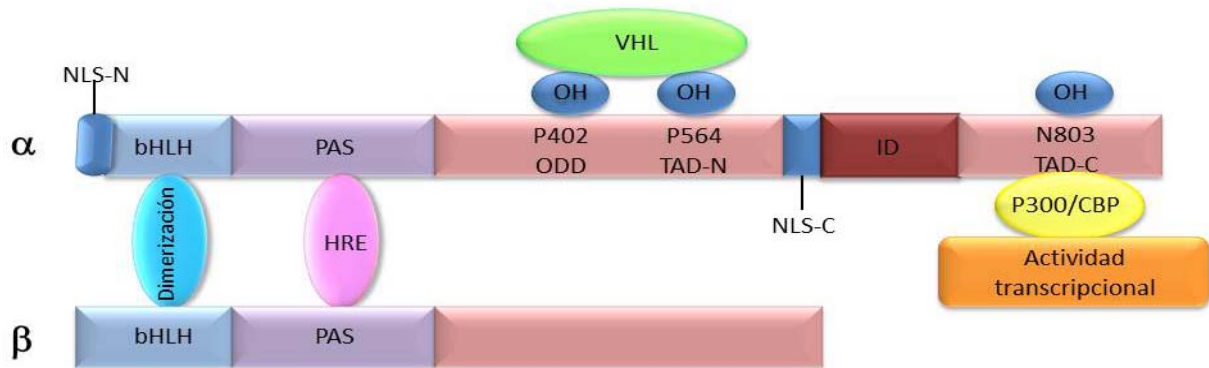 VHL
NLS-N
OH
OH
OH
α
bHLH
PAS
P402
ODD
P564
TAD-N
ID
N803
TAD-C
NLS-C
Dimerización
HRE
P300/CBP
Actividad
transcripcional
β
bHLH
PAS